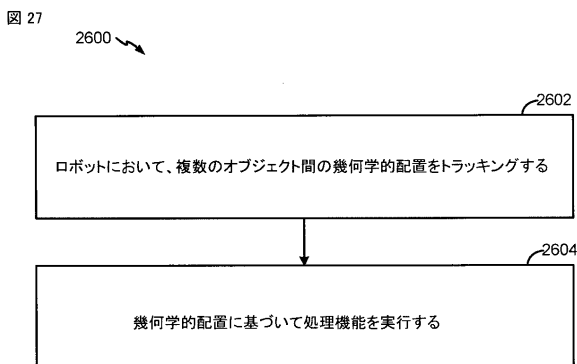 図 27
2600
2602
ロボットにおいて、複数のオブジェクト間の幾何学的配置をトラッキングする
2604
幾何学的配置に基づいて処理機能を実行する